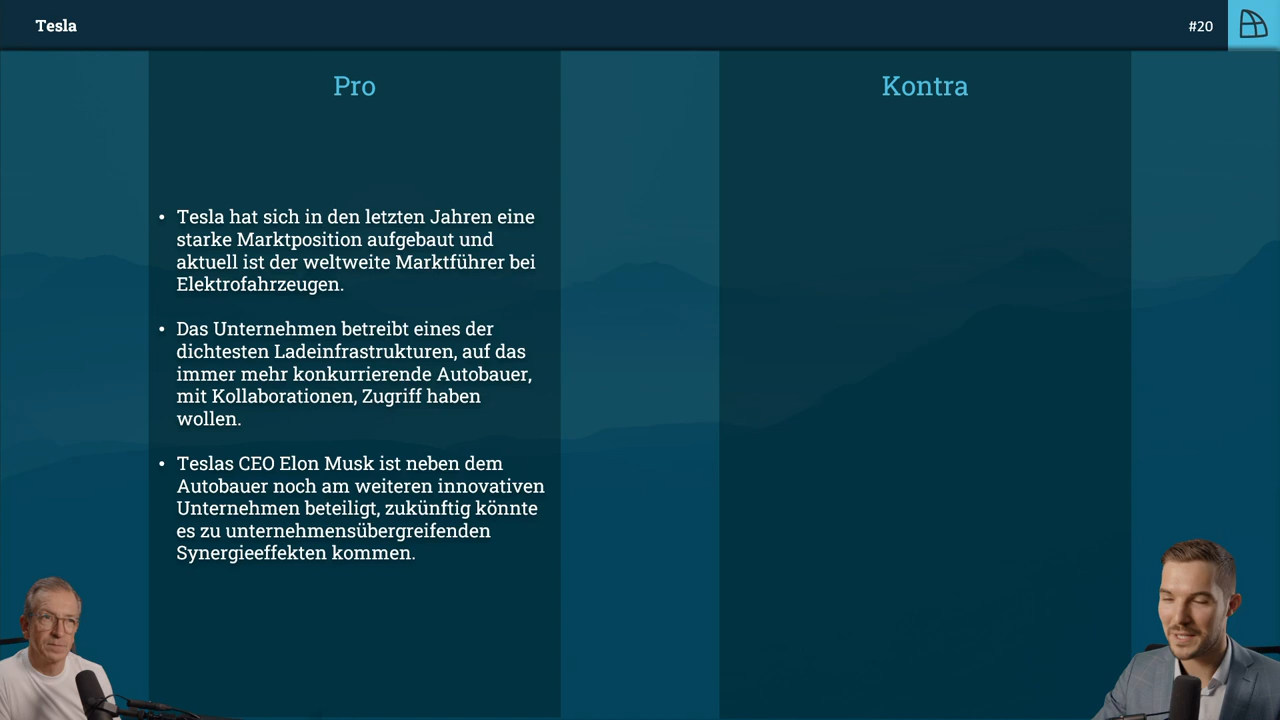 Tesla
#20
Pro
Kontra
• Tesla hat sich in den letzten Jahren eine
starke Marktposition aufgebaut und
aktuell ist der weltweite Marktführer bei
Elektrofahrzeugen.
• Das Unternehmen betreibt eines der
dichtesten Ladeinfrastrukturen, auf das
immer mehr konkurrierende Autobauer,
mit Kollaborationen, Zugriff haben
wollen.
• Teslas CEO Elon Musk ist neben dem
Autobauer noch am weiteren innovativen
Unternehmen beteiligt, zukünftig könnte
es zu unternehmensübergreifenden
Synergieeffekten kommen.